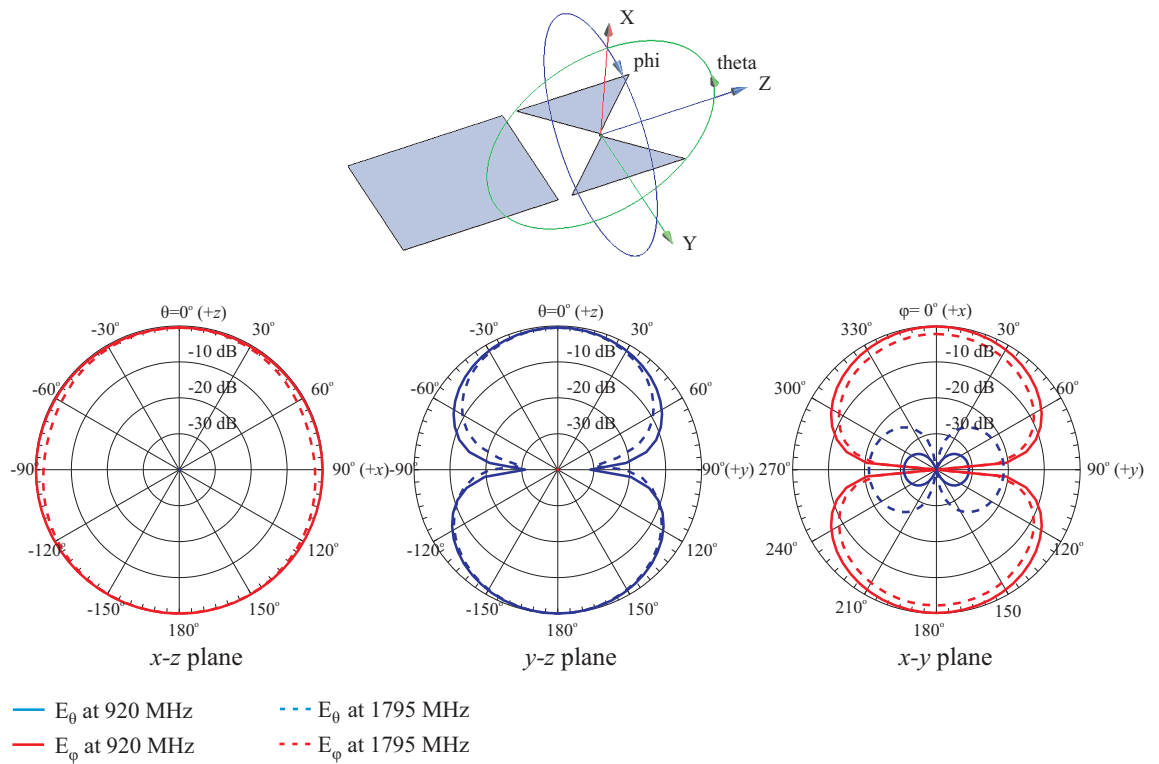 X
phi
theta
Z
Y
θ=0° (+z)
-30° 30°
-10 dB
-60° 60°
-20 dB
-30 dB
-90° 90° (+x)
-120° 120°
-150° 150°
180°
x-z plane
θ=0° (+z)
-30° 30°
-10 dB
-60° 60°
-20 dB
-30 dB
-90° 90° (+y)
-120° 120°
-150° 150°
180°
y-z plane
φ= 0° (+x)
330° 30°
-10 dB
300° 60°
-20 dB
-30 dB
270° 90° (+y)
240° 120°
210° 150
180°
x-y plane
Eθ at 920 MHz Eθ at 1795 MHz
Eφ at 920 MHz Eφ at 1795 MHz